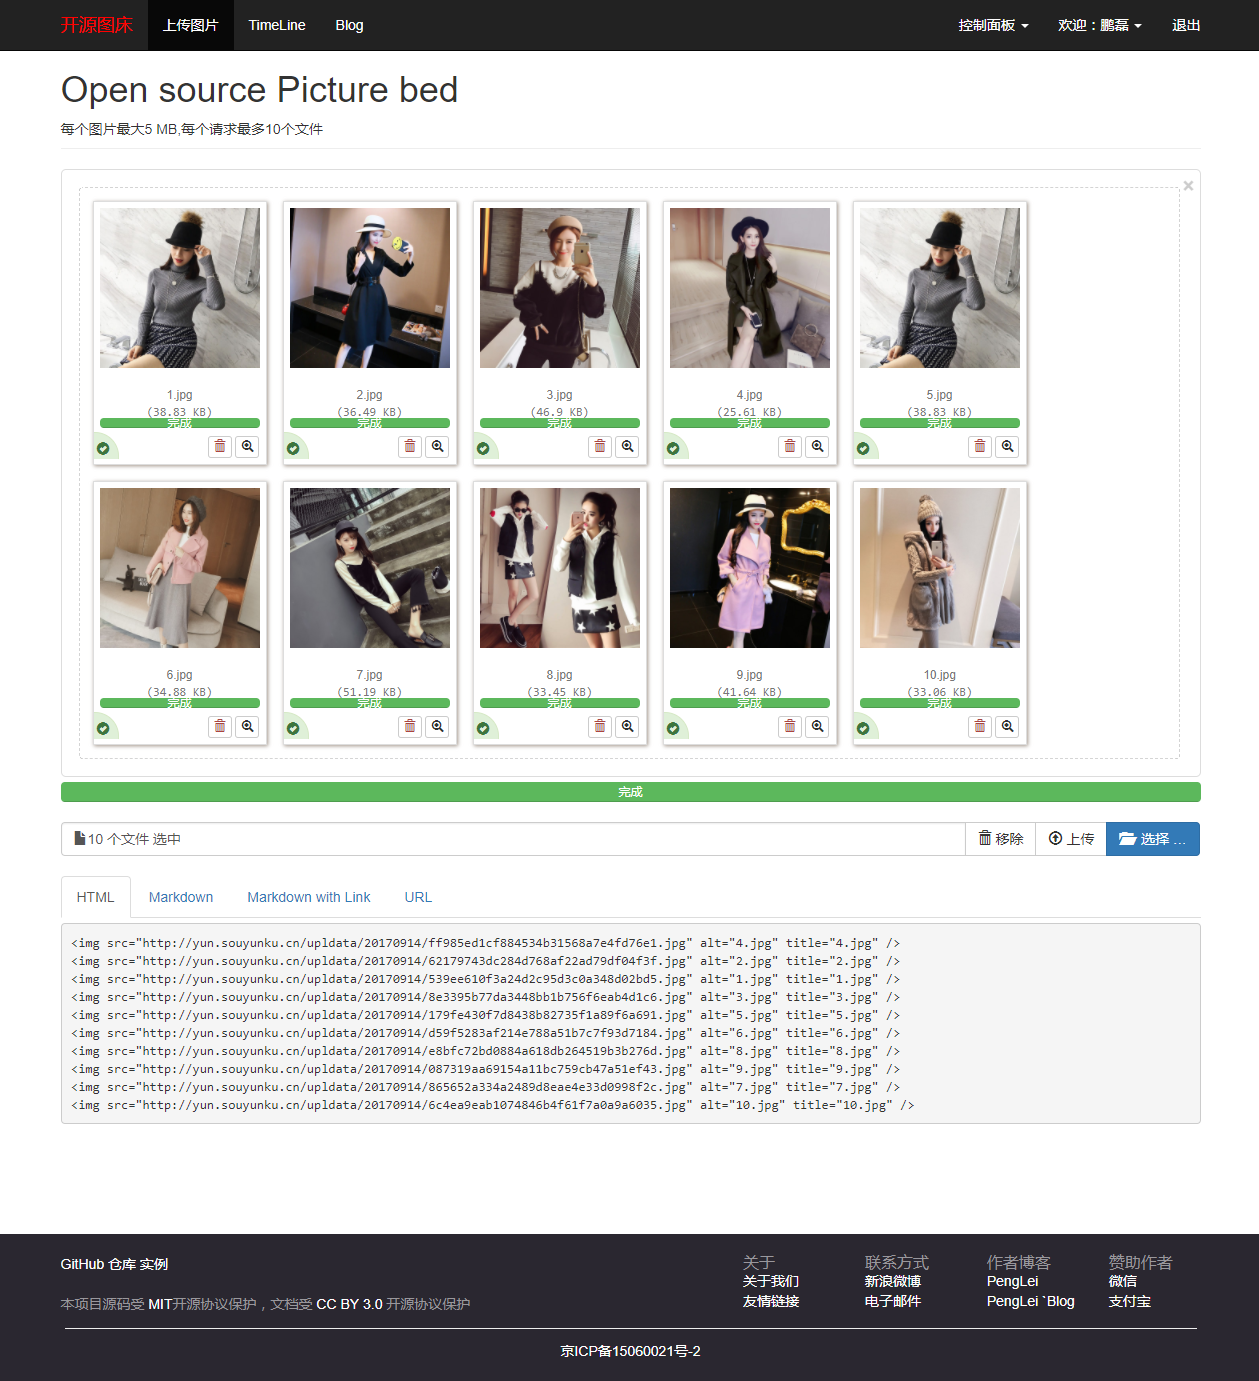 开源图床 上传图片 TimeLine Blog 控制面板 欢迎：鹏磊 退出
Open source Picture bed
每个图片最大5 MB,每个请求最多10个文件
×
1.jpg 2.jpg 3.jpg 4.jpg 5.jpg
(38.83 KB) (36.49 KB) (46.9 KB) (25.61 KB) (38.83 KB)
完成 完成 完成 完成 完成
6.jpg 7.jpg 8.jpg 9.jpg 10.jpg
(34.88 KB) (51.19 KB) (33.45 KB) (41.64 KB) (33.06 KB)
完成 完成 完成 完成 完成
完成
10 个文件 选中 移除 上传 选择 ...
HTML Markdown Markdown with Link URL
<img src="http://yun.souyunku.cn/upldata/20170914/ff985ed1cf884534b31568a7e4fd76e1.jpg" alt="4.jpg" title="4.jpg" />
<img src="http://yun.souyunku.cn/upldata/20170914/62179743dc284d768af22ad79df04f3f.jpg" alt="2.jpg" title="2.jpg" />
<img src="http://yun.souyunku.cn/upldata/20170914/539ee610f3a24d2c95d3c0a348d02bd5.jpg" alt="1.jpg" title="1.jpg" />
<img src="http://yun.souyunku.cn/upldata/20170914/8e3395b77da3448bb1b756f6eab4d1c6.jpg" alt="3.jpg" title="3.jpg" />
<img src="http://yun.souyunku.cn/upldata/20170914/179fe430f7d8438b82735f1a89f6a691.jpg" alt="5.jpg" title="5.jpg" />
<img src="http://yun.souyunku.cn/upldata/20170914/d59f5283af214e788a51b7c7f93d7184.jpg" alt="6.jpg" title="6.jpg" />
<img src="http://yun.souyunku.cn/upldata/20170914/e8bfc72bd0884a618db264519b3b276d.jpg" alt="8.jpg" title="8.jpg" />
<img src="http://yun.souyunku.cn/upldata/20170914/087319aa69154a11bc759cb47a51ef43.jpg" alt="9.jpg" title="9.jpg" />
<img src="http://yun.souyunku.cn/upldata/20170914/865652a334a2489d8eae4e33d0998f2c.jpg" alt="7.jpg" title="7.jpg" />
<img src="http://yun.souyunku.cn/upldata/20170914/6c4ea9eab1074846b4f61f7a0a9a6035.jpg" alt="10.jpg" title="10.jpg" />
GitHub 仓库 实例
本项目源码受 MIT开源协议保护，文档受 CC BY 3.0 开源协议保护
关于 联系方式 作者博客 赞助作者
关于我们 新浪微博 PengLei 微信
友情链接 电子邮件 PengLei `Blog 支付宝
京ICP备15060021号-2